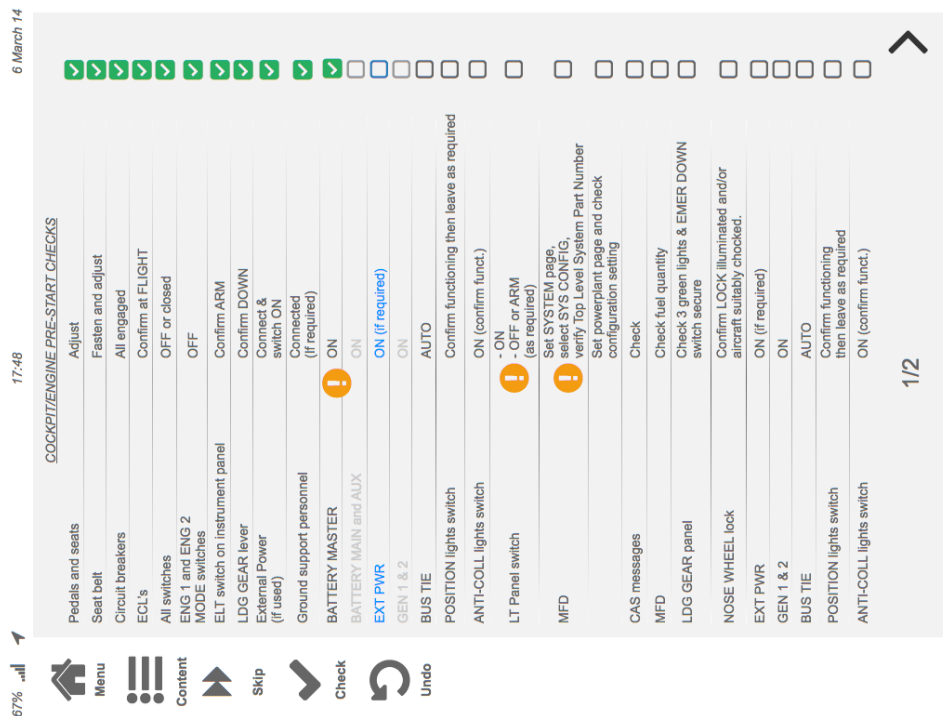 67%
17:48
6 March 14
Menu
Content
Skip
Check
Undo
COCKPIT/ENGINE PRE-START CHECKS
Pedals and seats Adjust
Seat belt Fasten and adjust
Circuit breakers All engaged
ECL's Confirm at FLIGHT
All switches OFF or closed
ENG 1 and ENG 2
MODE switches OFF
ELT switch on instrument panel Confirm ARM
LDG GEAR lever Confirm DOWN
External Power Connect &
(if used) switch ON
Ground support personnel Connected
(if required)
BATTERY MASTER ON
BATTERY MAIN and AUX ON
EXT PWR ON (if required)
GEN 1 & 2 ON
BUS TIE AUTO
POSITION lights switch Confirm functioning then leave as required
ANTI-COLL lights switch ON (confirm funct.)
- ON
LT Panel switch - OFF or ARM
(as required)
Set SYSTEM page,
MFD select SYS CONFIG,
verify Top Level System Part Number
Set powerplant page and check
configuration setting
CAS messages Check
MFD Check fuel quantity
LDG GEAR panel Check 3 green lights & EMER DOWN
switch secure
NOSE WHEEL lock Confirm LOCK illuminated and/or
aircraft suitably chocked.
EXT PWR ON (if required)
GEN 1 & 2 ON
BUS TIE AUTO
POSITION lights switch Confirm functioning
then leave as required
ANTI-COLL lights switch ON (confirm funct.)
1/2